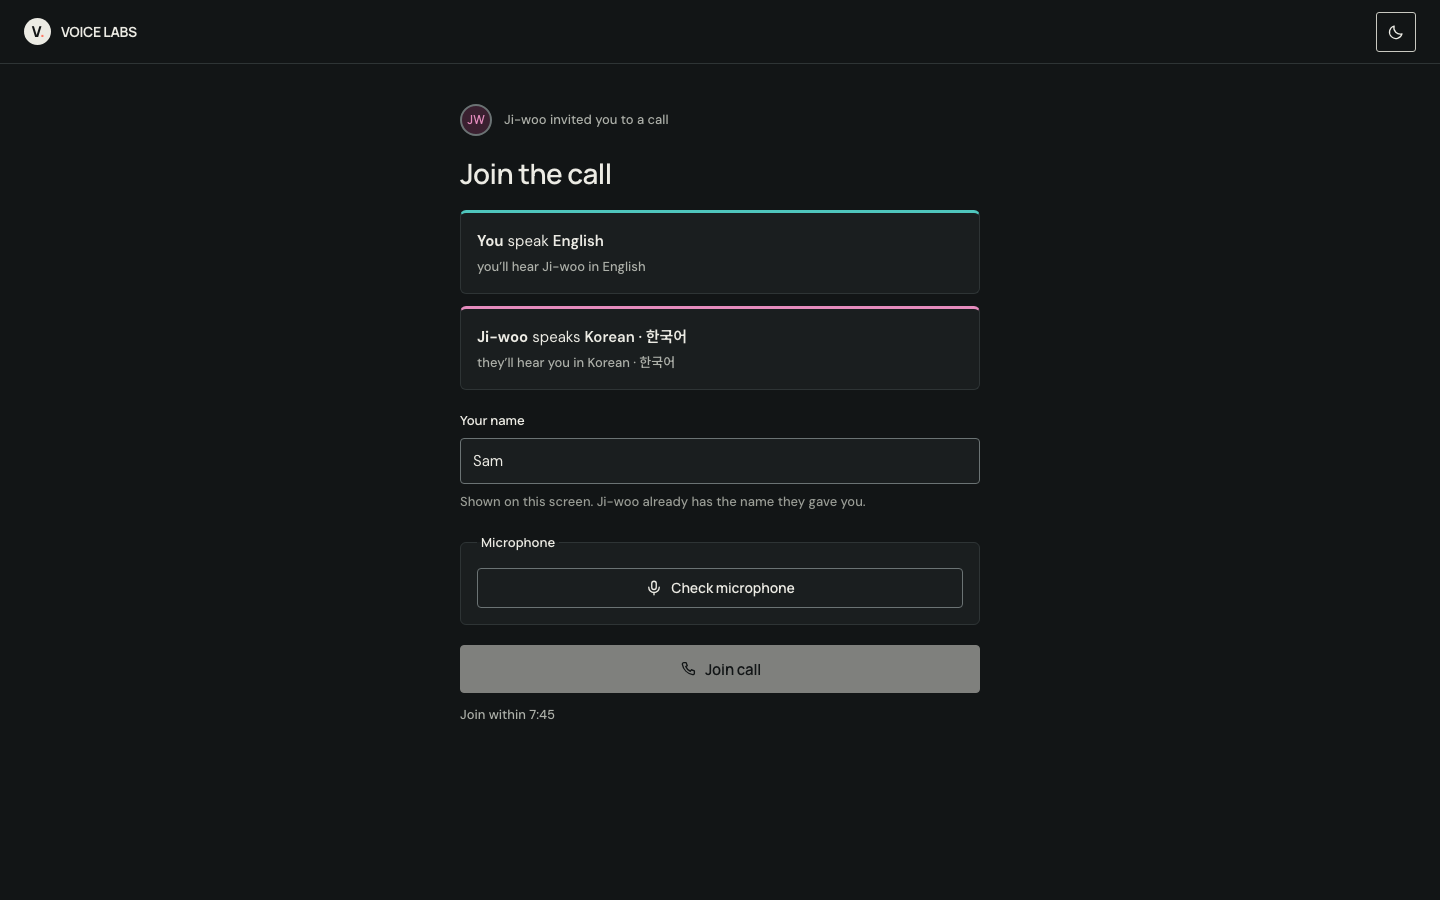 V.
VOICE LABS
JW
Ji-woo invited you to a call
Join the call
You speak English
you’ll hear Ji-woo in English
Ji-woo speaks Korean · 한국어
they’ll hear you in Korean · 한국어
Your name
Sam
Shown on this screen. Ji-woo already has the name they gave you.
Microphone
Check microphone
Join call
Join within 7:45